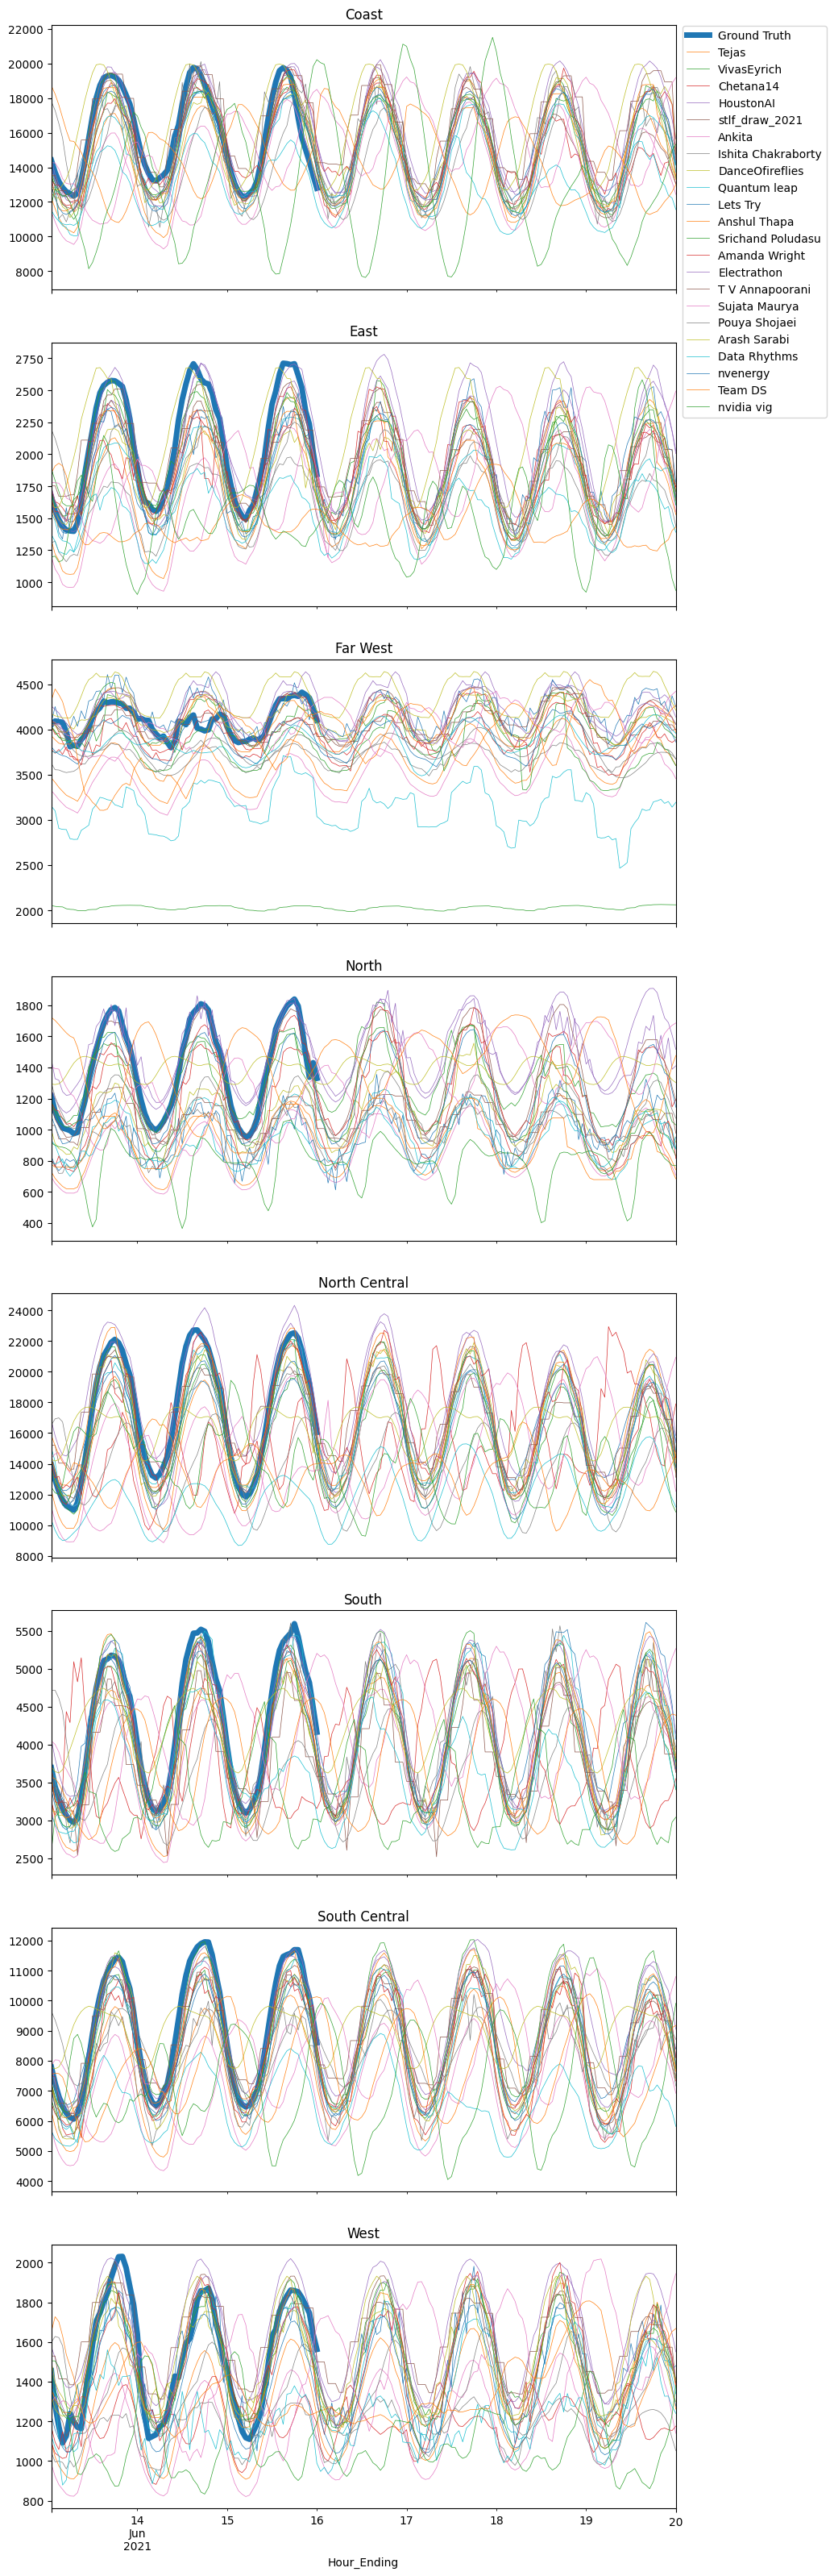 Coast
22000
20000
18000
16000
14000
12000
10000
8000
Ground Truth
Tejas
VivasEyrich
Chetana14
HoustonAI
stlf_draw_2021
Ankita
Ishita Chakraborty
DanceOfireflies
Quantum leap
Lets Try
Anshul Thapa
Srichand Poludasu
Amanda Wright
Electrathon
T V Annapoorani
Sujata Maurya
Pouya Shojaei
Arash Sarabi
Data Rhythms
nvenergy
Team DS
nvidia vig
East
2750
2500
2250
2000
1750
1500
1250
1000
Far West
4500
4000
3500
3000
2500
2000
North
1800
1600
1400
1200
1000
800
600
400
North Central
24000
22000
20000
18000
16000
14000
12000
10000
8000
South
5500
5000
4500
4000
3500
3000
2500
South Central
12000
11000
10000
9000
8000
7000
6000
5000
4000
West
2000
1800
1600
1400
1200
1000
800
14 15 16 17 18 19 20
Jun
2021
Hour_Ending